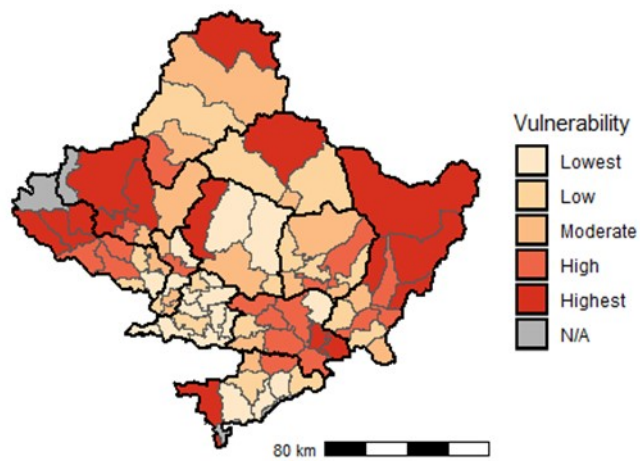 Vulnerability
Lowest
Low
Moderate
High
Highest
N/A
80 km